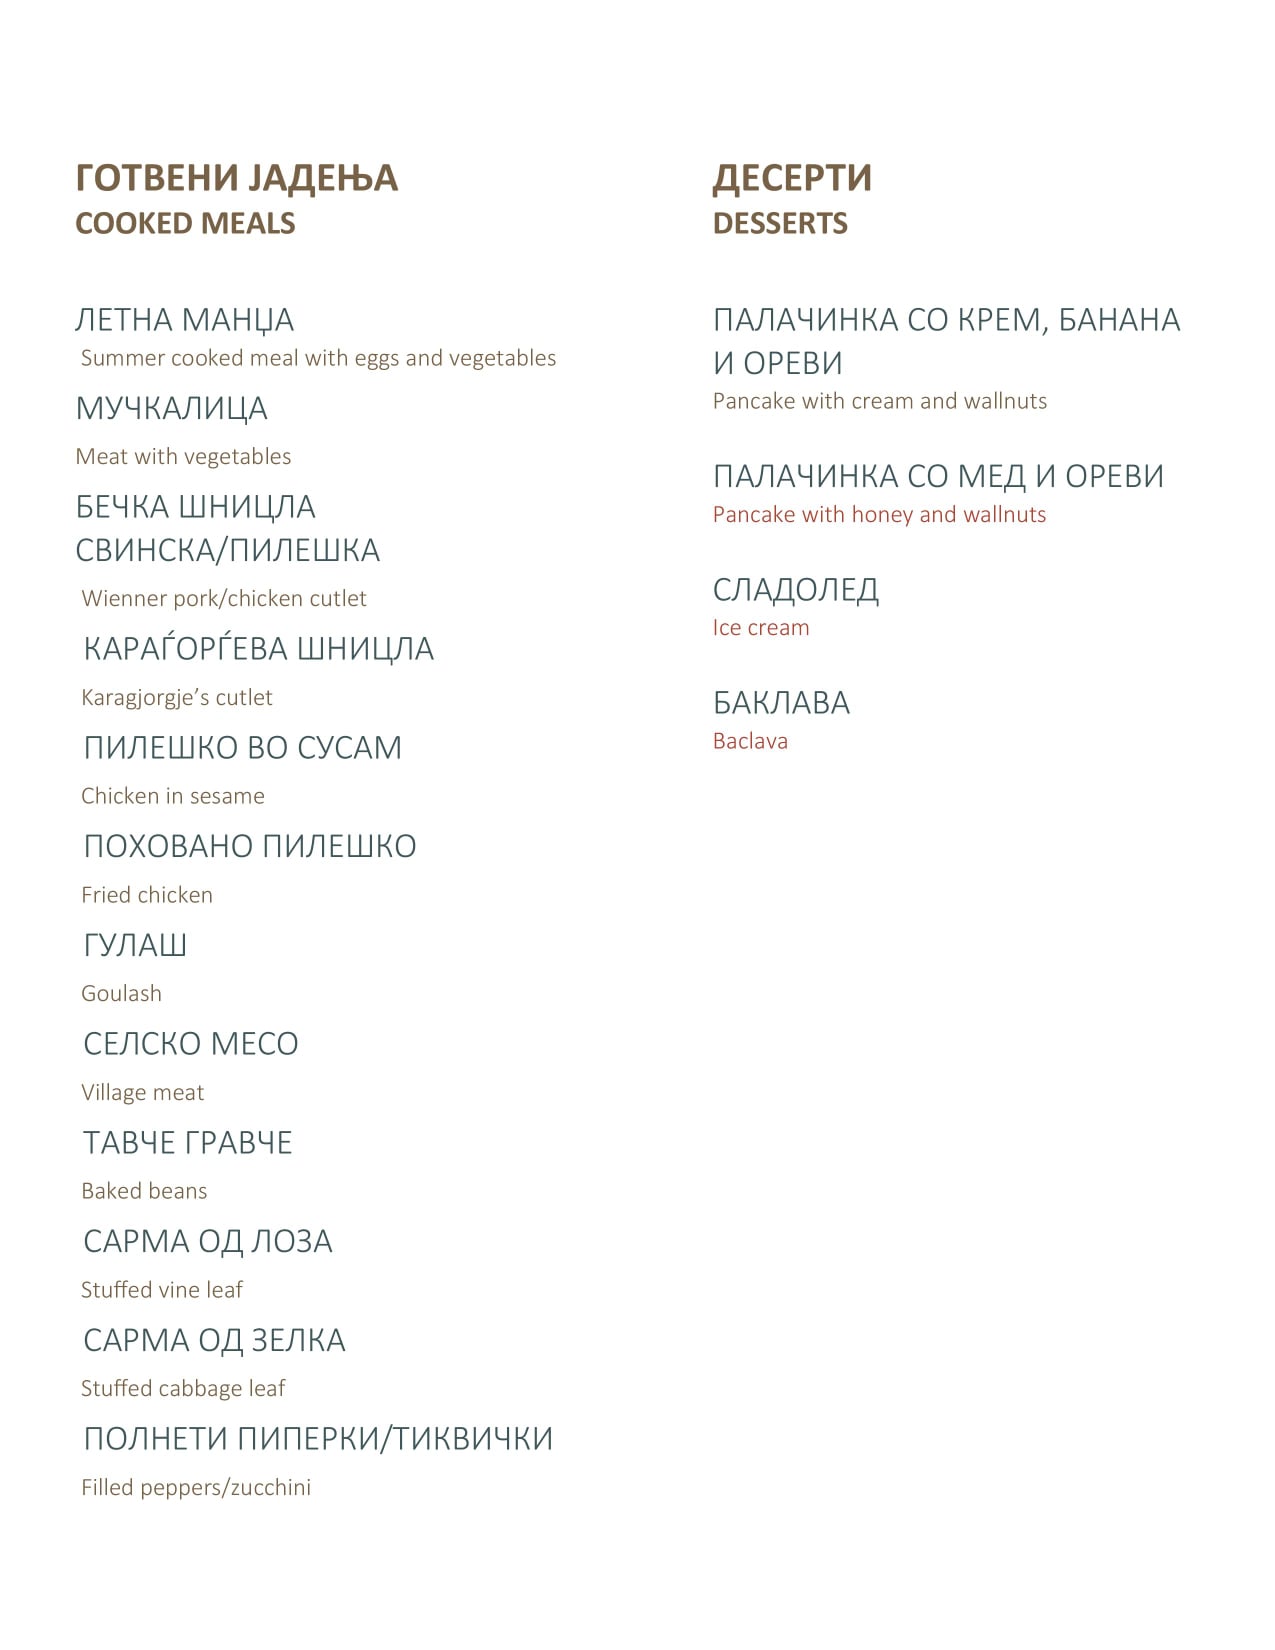 ГОТВЕНИ ЈАДЕЊА
COOKED MEALS
ЛЕТНА МАНЏА
Summer cooked meal with eggs and vegetables
МУЧКАЛИЦА
Meat with vegetables
БЕЧКА ШНИЦЛА
СВИНСКА/ПИЛЕШКА
Wienner pork/chicken cutlet
КАРАЃОРЃЕВА ШНИЦЛА
Karagjorgje’s cutlet
ПИЛЕШКО ВО СУСАМ
Chicken in sesame
ПОХОВАНО ПИЛЕШКО
Fried chicken
ГУЛАШ
Goulash
СЕЛСКО МЕСО
Village meat
ТАВЧЕ ГРАВЧЕ
Baked beans
САРМА ОД ЛОЗА
Stuffed vine leaf
САРМА ОД ЗЕЛКА
Stuffed cabbage leaf
ПОЛНЕТИ ПИПЕРКИ/ТИКВИЧКИ
Filled peppers/zucchini
ДЕСЕРТИ
DESSERTS
ПАЛАЧИНКА СО КРЕМ, БАНАНА
И ОРЕВИ
Pancake with cream and wallnuts
ПАЛАЧИНКА СО МЕД И ОРЕВИ
Pancake with honey and wallnuts
СЛАДОЛЕД
Ice cream
БАКЛАВА
Baclava